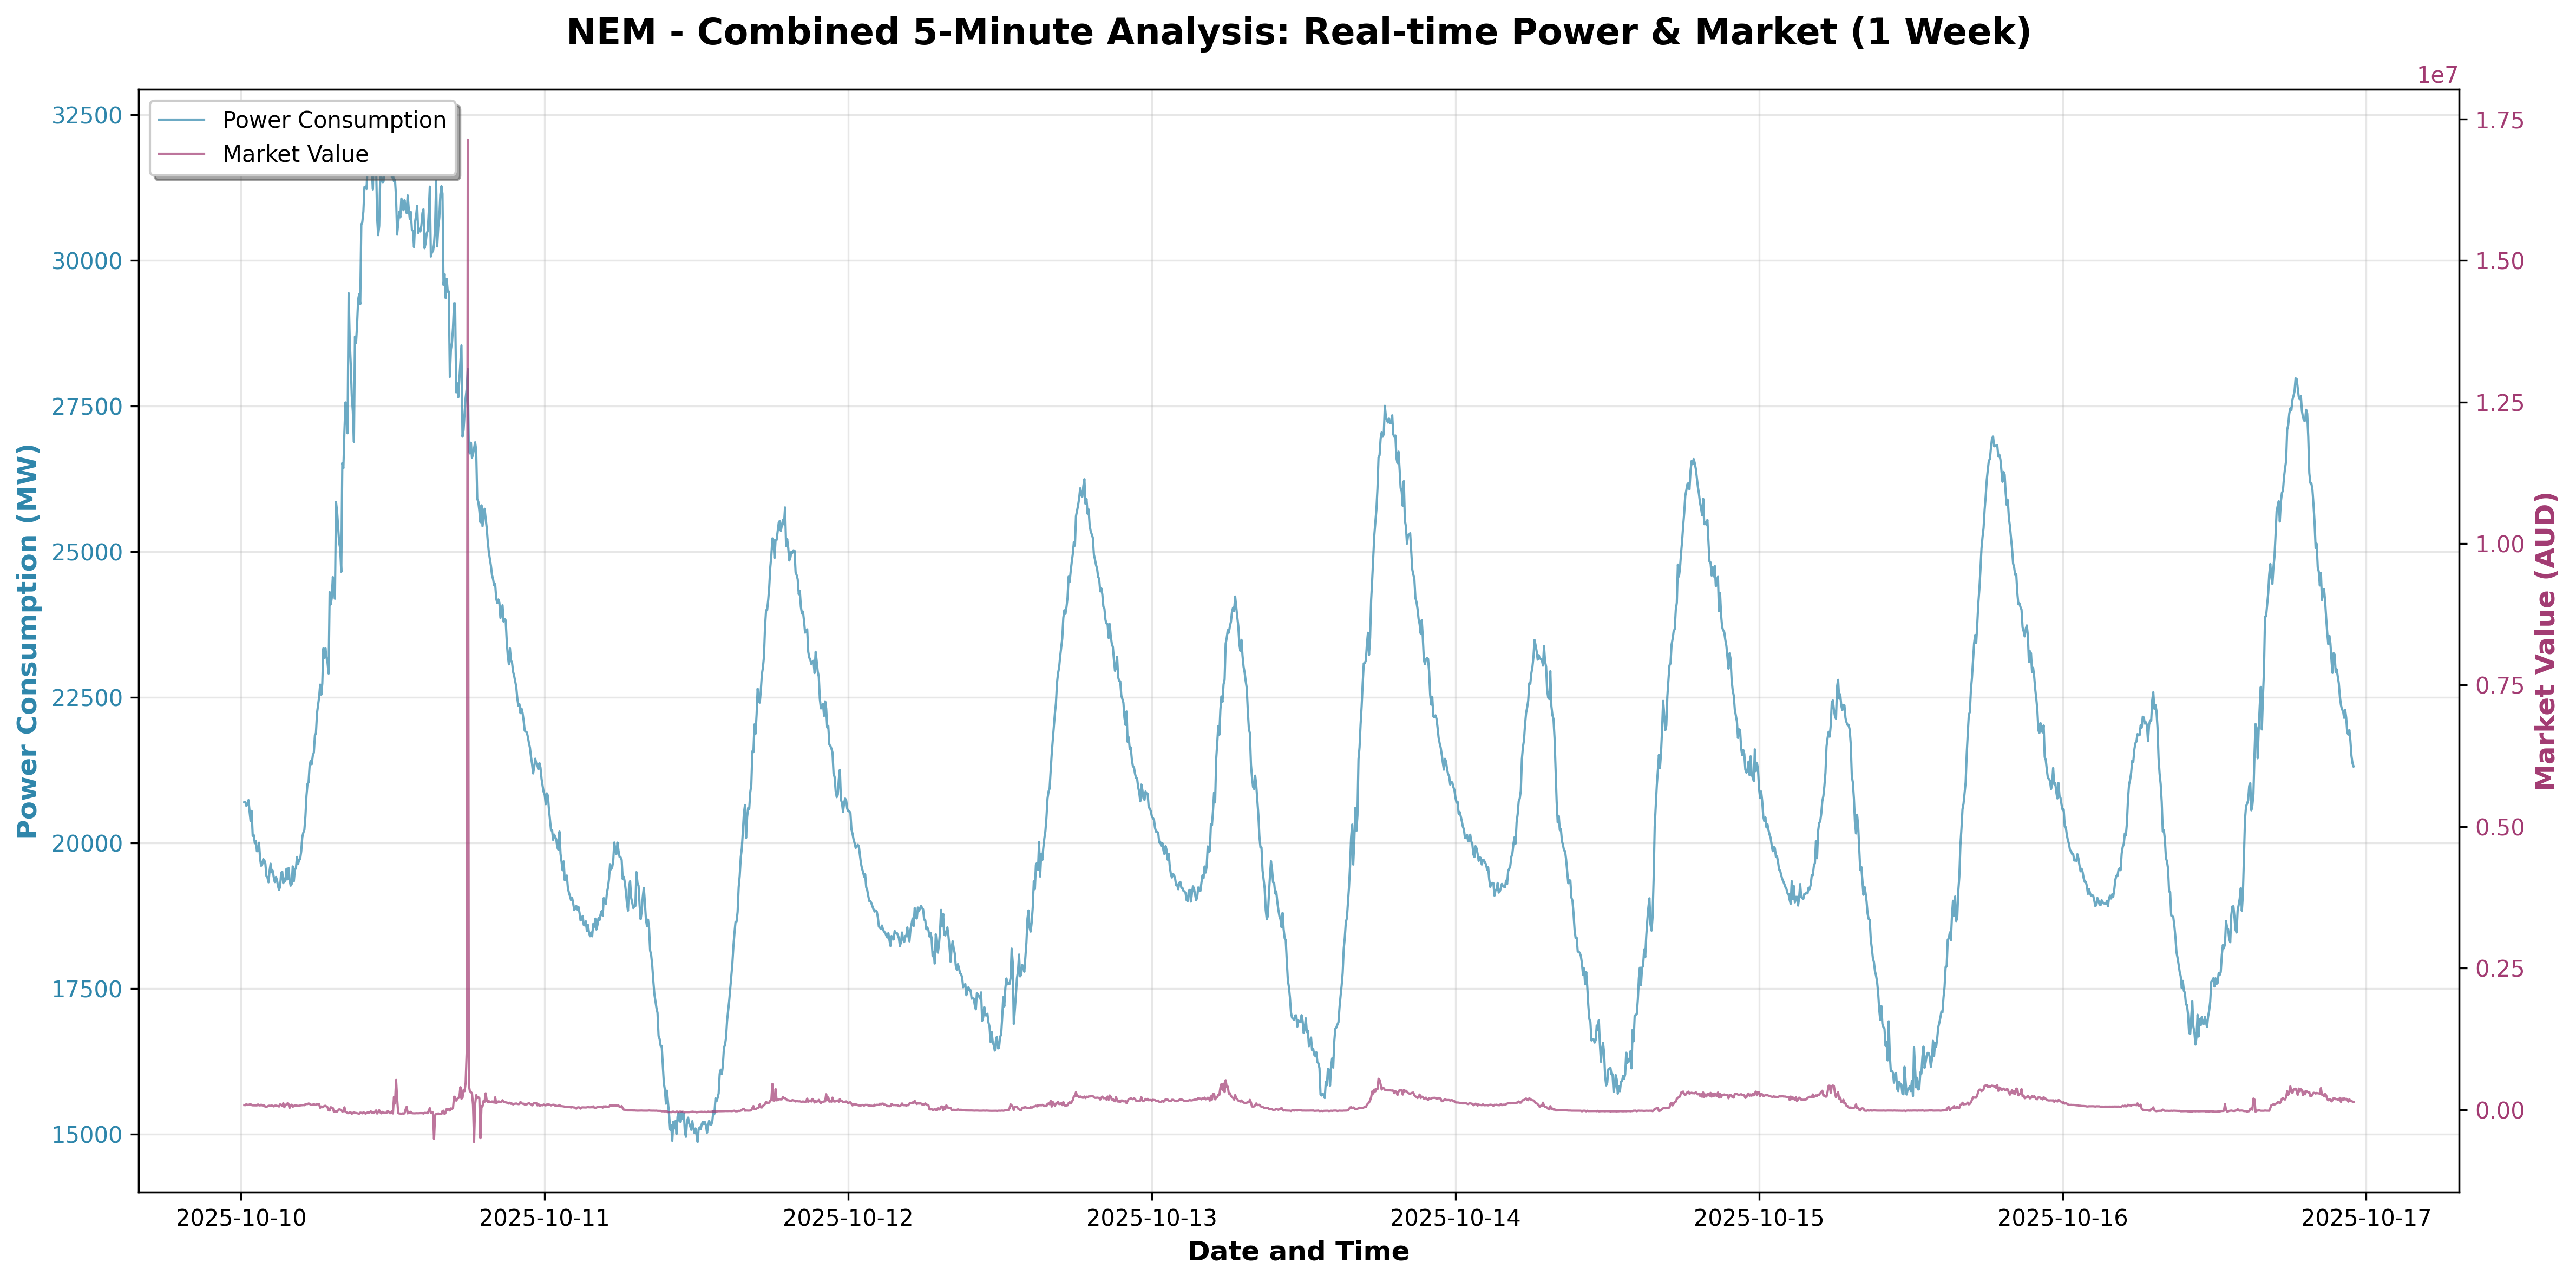 NEM - Combined 5-Minute Analysis: Real-time Power & Market (1 Week)
1e7
Power Consumption
Market Value
32500
30000
27500
25000
22500
20000
17500
15000
Power Consumption (MW)
1.75
1.50
1.25
1.00
0.75
0.50
0.25
0.00
Market Value (AUD)
2025-10-10 2025-10-11 2025-10-12 2025-10-13 2025-10-14 2025-10-15 2025-10-16 2025-10-17
Date and Time